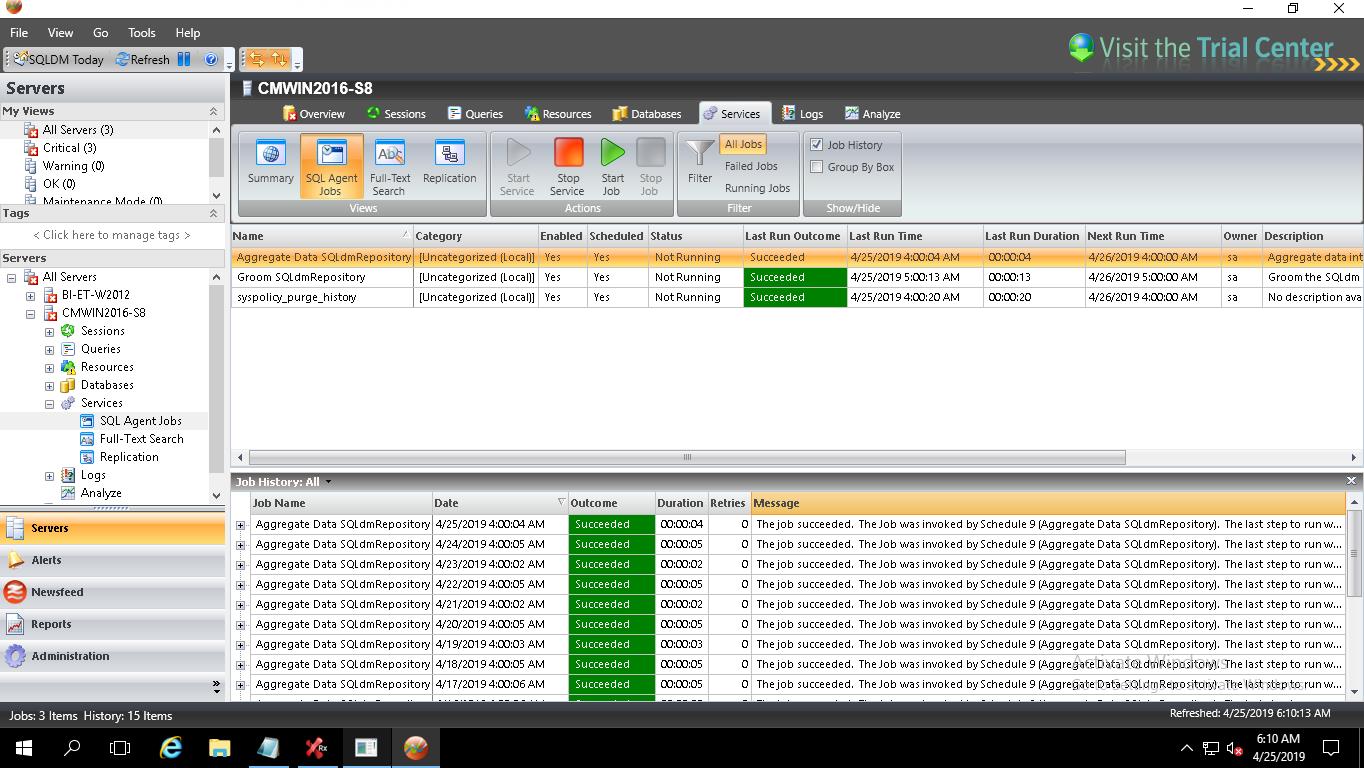 File View Go Tools Help
Visit the Trial Center
SQLDM Today Refresh
Servers
CMWIN2016-S8
My Views
All Servers (3)
Critical (3)
Warning (0)
OK (0)
Maintenance Mode (0)
Tags
< Click here to manage tags >
Servers
All Servers
BI-ET-W2012
CMWIN2016-S8
Sessions
Queries
Resources
Databases
Services
SQL Agent Jobs
Full-Text Search
Replication
Logs
Analyze
Servers
Alerts
Newsfeed
Reports
Administration
Overview Sessions Queries Resources Databases Services Logs Analyze
Summary
SQL Agent Jobs
Full-Text Search
Replication
Views
Start Service
Stop Service
Start Job
Stop Job
Actions
Filter
All Jobs
Failed Jobs
Running Jobs
Filter
Job History
Group By Box
Show/Hide
Name Category Enabled Scheduled Status Last Run Outcome Last Run Time Last Run Duration Next Run Time Owner Description
Aggregate Data SQLdmRepository [Uncategorized (Local)] Yes Yes Not Running Succeeded 4/25/2019 4:00:04 AM 00:00:04 4/26/2019 4:00:00 AM sa Aggregate data int
Groom SQLdmRepository [Uncategorized (Local)] Yes Yes Not Running Succeeded 4/25/2019 5:00:13 AM 00:00:13 4/26/2019 5:00:00 AM sa Groom the SQLdm
syspolicy_purge_history [Uncategorized (Local)] Yes Yes Not Running Succeeded 4/25/2019 4:00:20 AM 00:00:20 4/26/2019 4:00:00 AM sa No description ava
Job History: All
Job Name Date Outcome Duration Retries Message
Aggregate Data SQLdmRepository 4/25/2019 4:00:04 AM Succeeded 00:00:04 0 The job succeeded. The Job was invoked by Schedule 9 (Aggregate Data SQLdmRepository). The last step to run w...
Aggregate Data SQLdmRepository 4/24/2019 4:00:05 AM Succeeded 00:00:05 0 The job succeeded. The Job was invoked by Schedule 9 (Aggregate Data SQLdmRepository). The last step to run w...
Aggregate Data SQLdmRepository 4/23/2019 4:00:02 AM Succeeded 00:00:02 0 The job succeeded. The Job was invoked by Schedule 9 (Aggregate Data SQLdmRepository). The last step to run w...
Aggregate Data SQLdmRepository 4/22/2019 4:00:05 AM Succeeded 00:00:05 0 The job succeeded. The Job was invoked by Schedule 9 (Aggregate Data SQLdmRepository). The last step to run w...
Aggregate Data SQLdmRepository 4/21/2019 4:00:02 AM Succeeded 00:00:02 0 The job succeeded. The Job was invoked by Schedule 9 (Aggregate Data SQLdmRepository). The last step to run w...
Aggregate Data SQLdmRepository 4/20/2019 4:00:05 AM Succeeded 00:00:05 0 The job succeeded. The Job was invoked by Schedule 9 (Aggregate Data SQLdmRepository). The last step to run w...
Aggregate Data SQLdmRepository 4/19/2019 4:00:03 AM Succeeded 00:00:03 0 The job succeeded. The Job was invoked by Schedule 9 (Aggregate Data SQLdmRepository). The last step to run w...
Aggregate Data SQLdmRepository 4/18/2019 4:00:05 AM Succeeded 00:00:05 0 The job succeeded. The Job was invoked by Schedule 9 (Aggregate Data SQLdmRepository). The last step to run w...
Aggregate Data SQLdmRepository 4/17/2019 4:00:06 AM Succeeded 00:00:05 0 The job succeeded. The Job was invoked by Schedule 9 (Aggregate Data SQLdmRepository). The last step to run w...
Activate Windows
Go to Settings to activate Windows.
Jobs: 3 Items History: 15 Items
Refreshed: 4/25/2019 6:10:13 AM
6:10 AM
4/25/2019